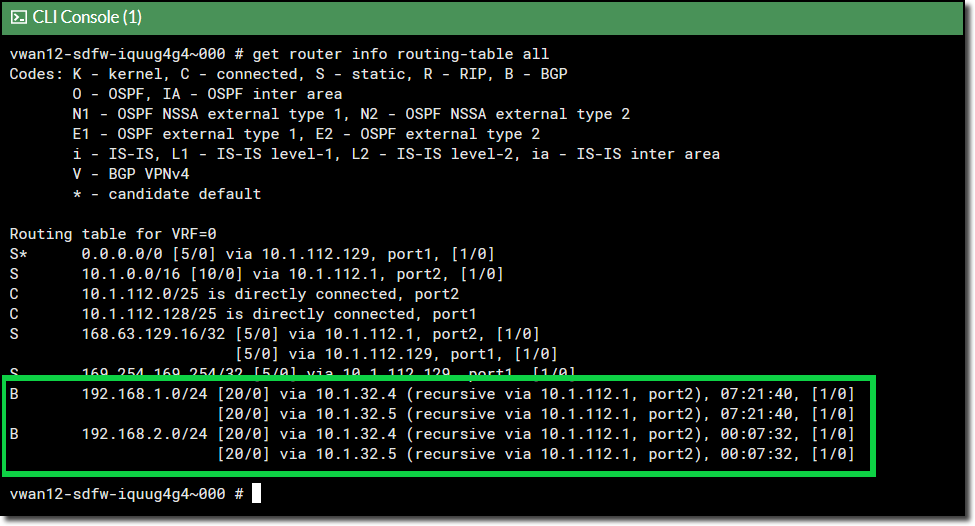 CLI Console (1)
vwan12-sdfw-iquug4g4~000 # get router info routing-table all
Codes: K - kernel, C - connected, S - static, R - RIP, B - BGP
       O - OSPF, IA - OSPF inter area
       N1 - OSPF NSSA external type 1, N2 - OSPF NSSA external type 2
       E1 - OSPF external type 1, E2 - OSPF external type 2
       i - IS-IS, L1 - IS-IS level-1, L2 - IS-IS level-2, ia - IS-IS inter area
       V - BGP VPNv4
       * - candidate default
Routing table for VRF=0
S*      0.0.0.0/0 [5/0] via 10.1.112.129, port1, [1/0]
S       10.1.0.0/16 [10/0] via 10.1.112.1, port2, [1/0]
C       10.1.112.0/25 is directly connected, port2
C       10.1.112.128/25 is directly connected, port1
S       168.63.129.16/32 [5/0] via 10.1.112.1, port2, [1/0]
                         [5/0] via 10.1.112.129, port1, [1/0]
S       169.254.169.254/32 [5/0] via 10.1.112.129, port1, [1/0]
B       192.168.1.0/24 [20/0] via 10.1.32.4 (recursive via 10.1.112.1, port2), 07:21:40, [1/0]
                       [20/0] via 10.1.32.5 (recursive via 10.1.112.1, port2), 07:21:40, [1/0]
B       192.168.2.0/24 [20/0] via 10.1.32.4 (recursive via 10.1.112.1, port2), 00:07:32, [1/0]
                       [20/0] via 10.1.32.5 (recursive via 10.1.112.1, port2), 00:07:32, [1/0]
vwan12-sdfw-iquug4g4~000 #